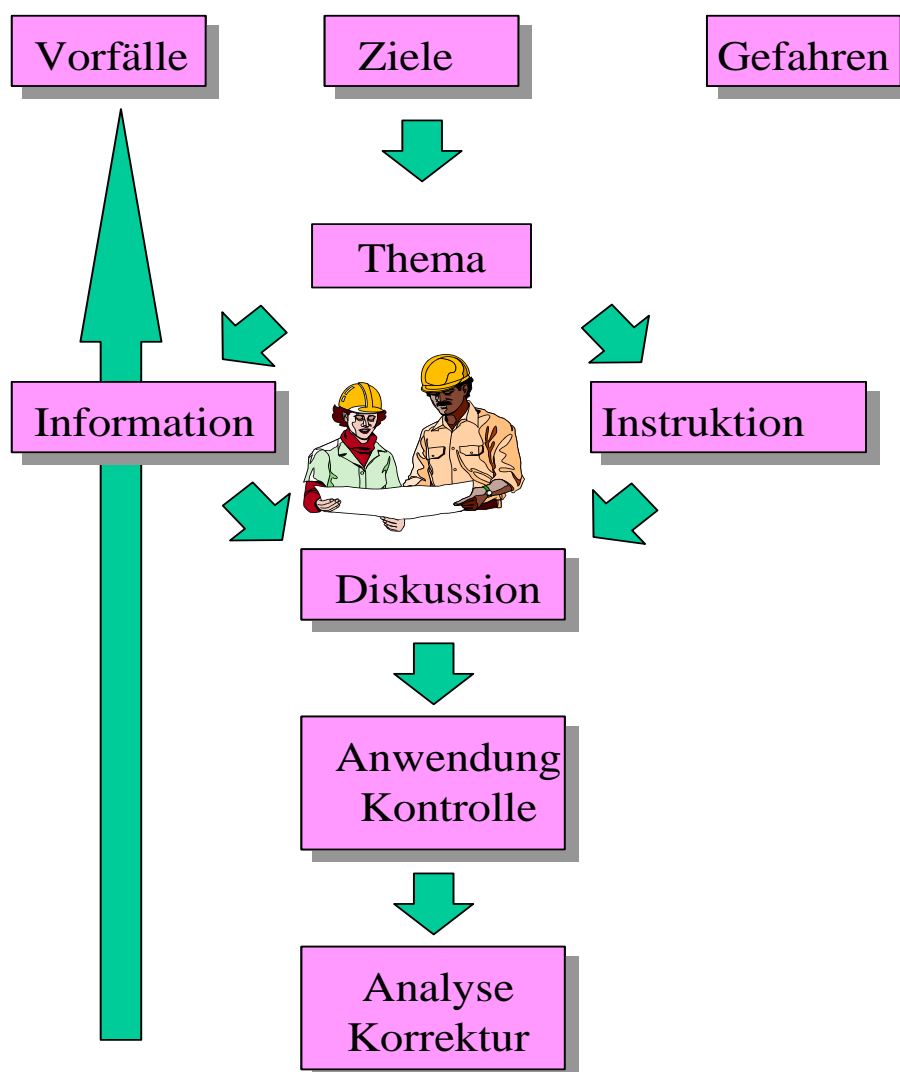 Vorfälle
Ziele
Gefahren
Thema
Information
Instruktion
Diskussion
Anwendung
Kontrolle
Analyse
Korrektur